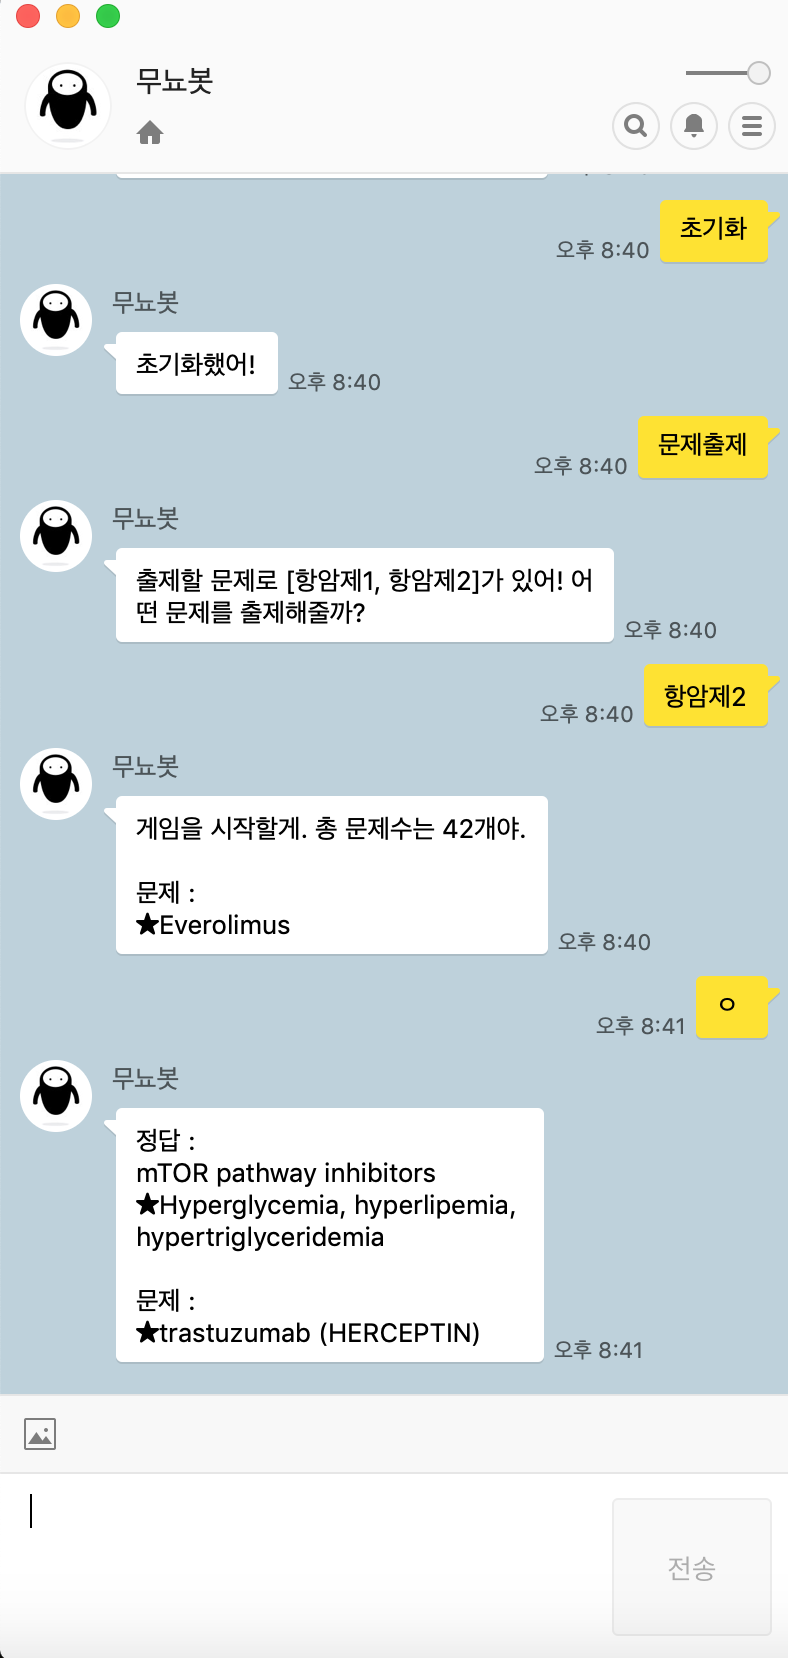 무뇨봇
초기화
오후 8:40
무뇨봇
초기화했어!
오후 8:40
문제출제
오후 8:40
무뇨봇
출제할 문제로 [항암제1, 항암제2]가 있어! 어
떤 문제를 출제해줄까?
오후 8:40
항암제2
오후 8:40
무뇨봇
게임을 시작할게. 총 문제수는 42개야.
문제 :
★Everolimus
오후 8:40
ㅇ
오후 8:41
무뇨봇
정답 :
mTOR pathway inhibitors
★Hyperglycemia, hyperlipemia,
hypertriglyceridemia
문제 :
★trastuzumab (HERCEPTIN)
오후 8:41
전송